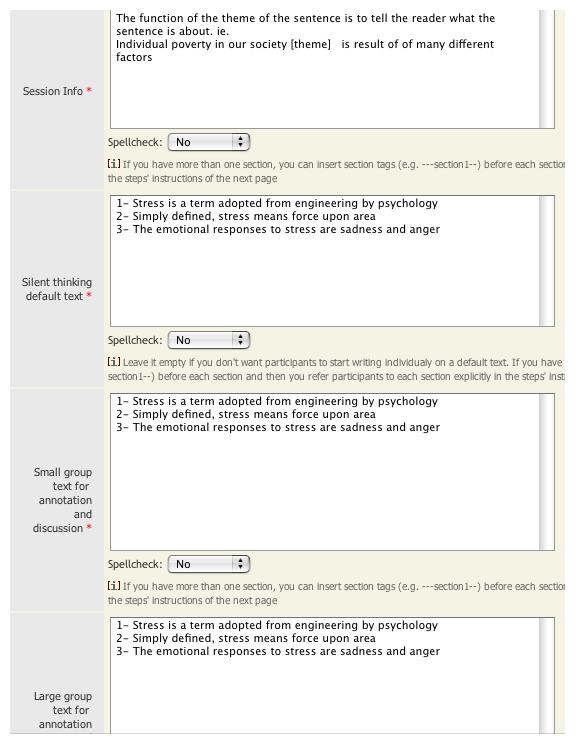 The function of the theme of the sentence is to tell the reader what the
sentence is about. ie.
Individual poverty in our society [theme]   is result of of many different
factors
Session Info *
Spellcheck: No
[i] If you have more than one section, you can insert section tags (e.g. ---section1--) before each section
the steps' instructions of the next page
1- Stress is a term adopted from engineering by psychology
2- Simply defined, stress means force upon area
3- The emotional responses to stress are sadness and anger
Silent thinking
default text *
Spellcheck: No
[i] Leave it empty if you don't want participants to start writing individualy on a default text. If you have
section1--) before each section and then you refer participants to each section explicitly in the steps' inst
1- Stress is a term adopted from engineering by psychology
2- Simply defined, stress means force upon area
3- The emotional responses to stress are sadness and anger
Small group
text for
annotation
and
discussion *
Spellcheck: No
[i] If you have more than one section, you can insert section tags (e.g. ---section1--) before each section
the steps' instructions of the next page
1- Stress is a term adopted from engineering by psychology
2- Simply defined, stress means force upon area
3- The emotional responses to stress are sadness and anger
Large group
text for
annotation